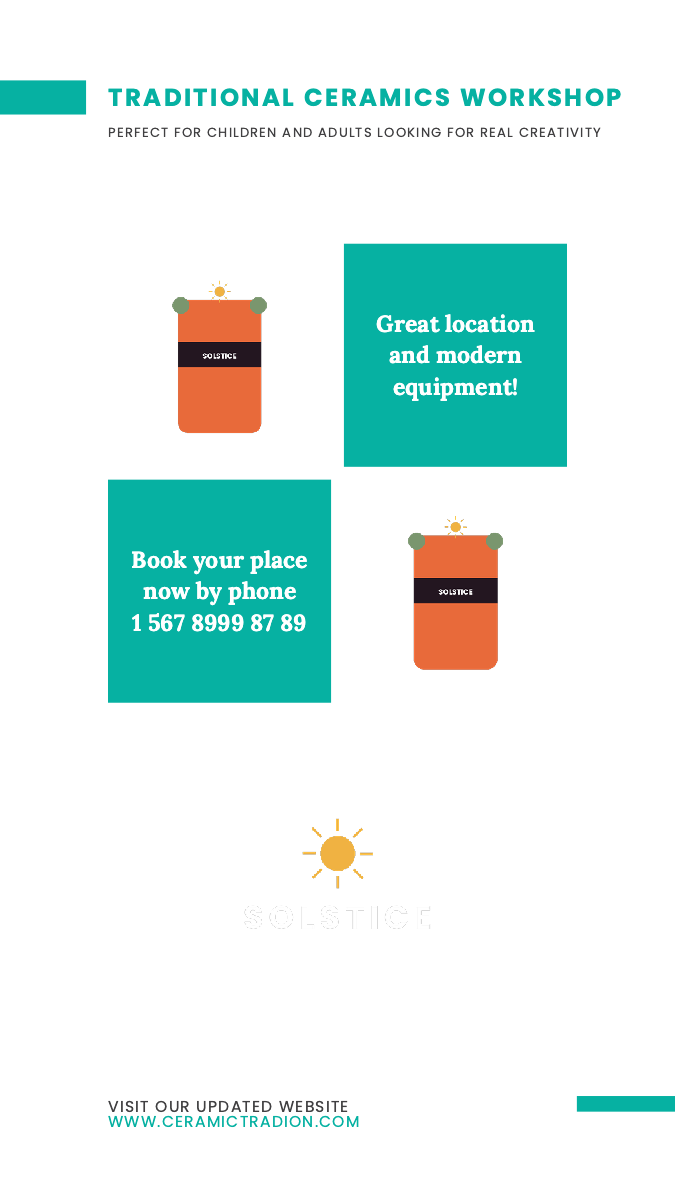 TRADITIONAL CERAMICS WORKSHOP
PERFECT FOR CHILDREN AND ADULTS LOOKING FOR REAL CREATIVITY
Great location
and modern
equipment!
SOLSTICE
Book your place
now by phone
1 567 8999 87 89
SOLSTICE
SOLSTICE
VISIT OUR UPDATED WEBSITE
WWW.CERAMICTRADION.COM